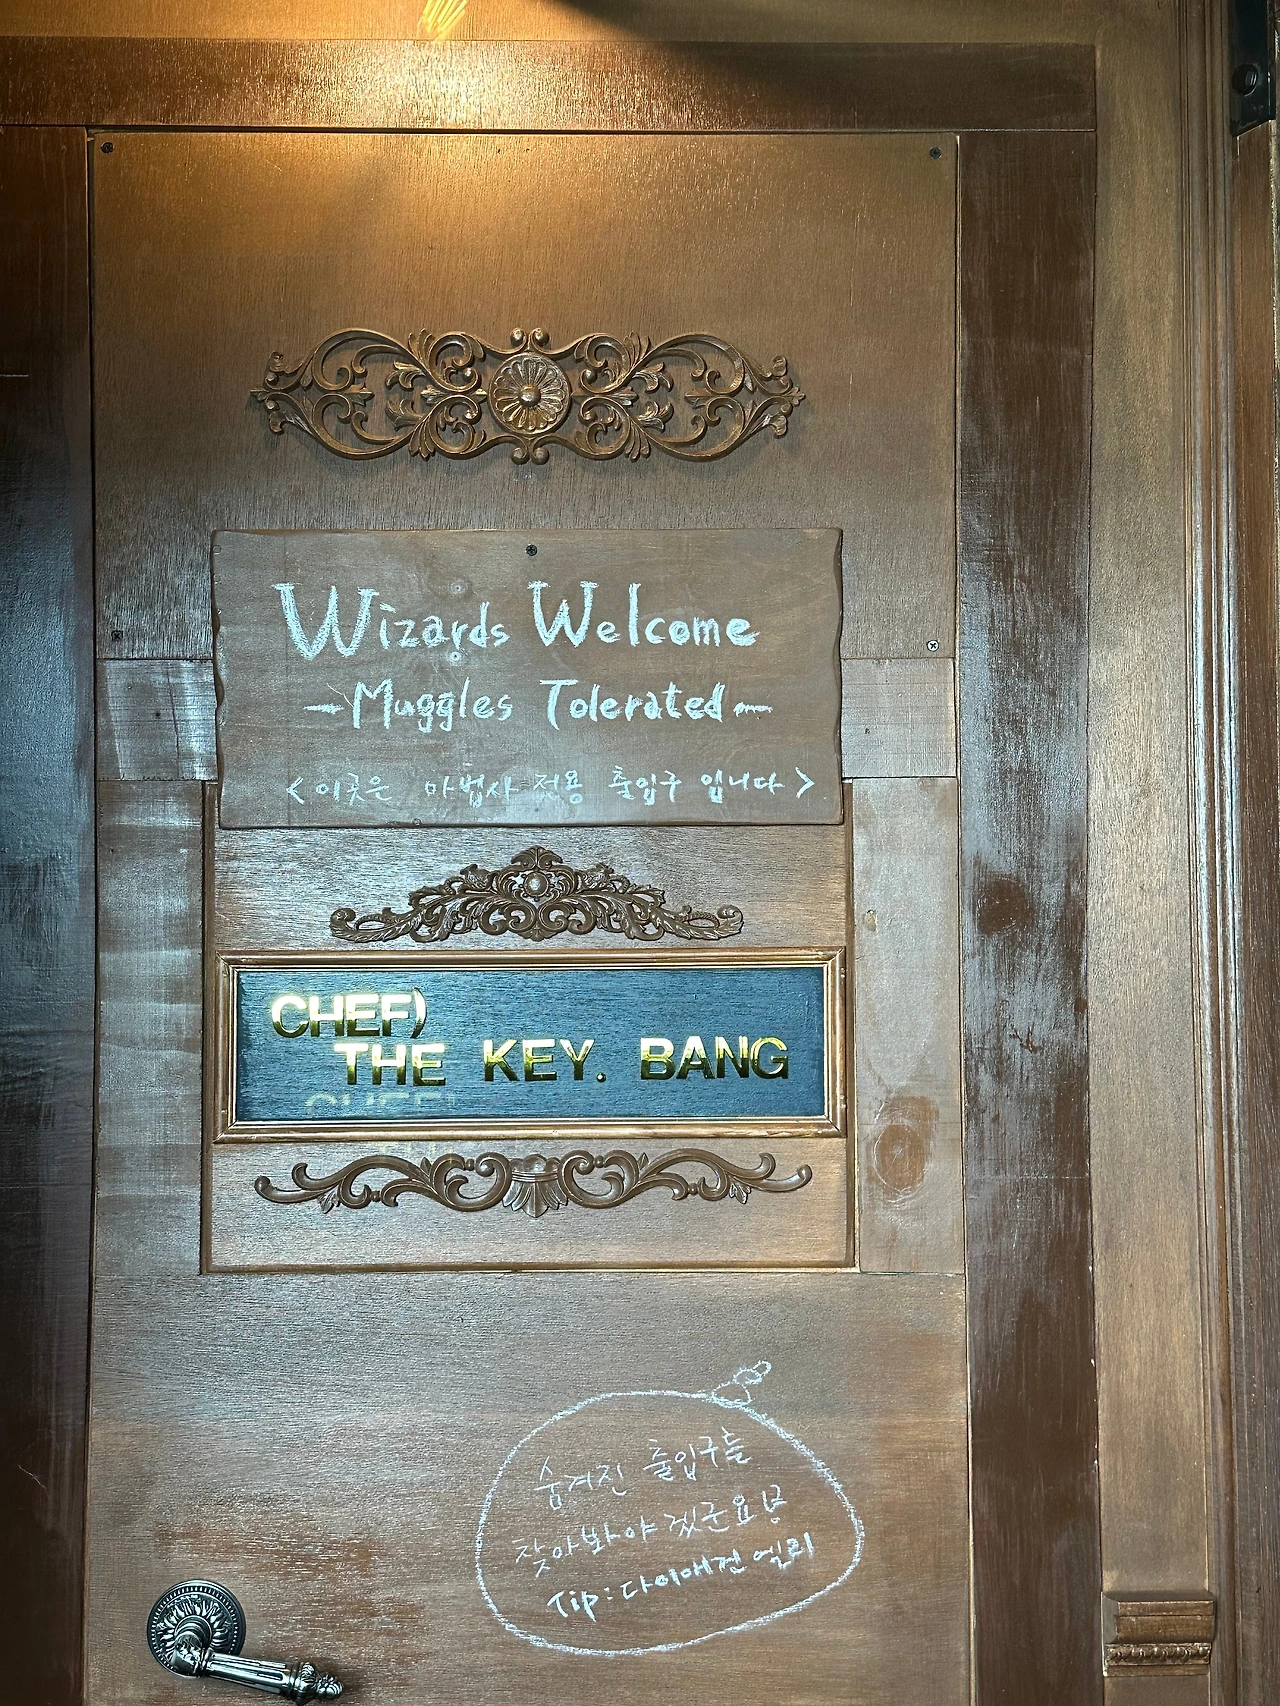 Wizards Welcome
-Muggles Tolerated-
<이곳은 마법사 전용 출입구 입니다>
CHEF)
THE KEY. BANG
숨겨진 출입구를
찾아봐야 겠군요
Tip: 다이애건 엘리